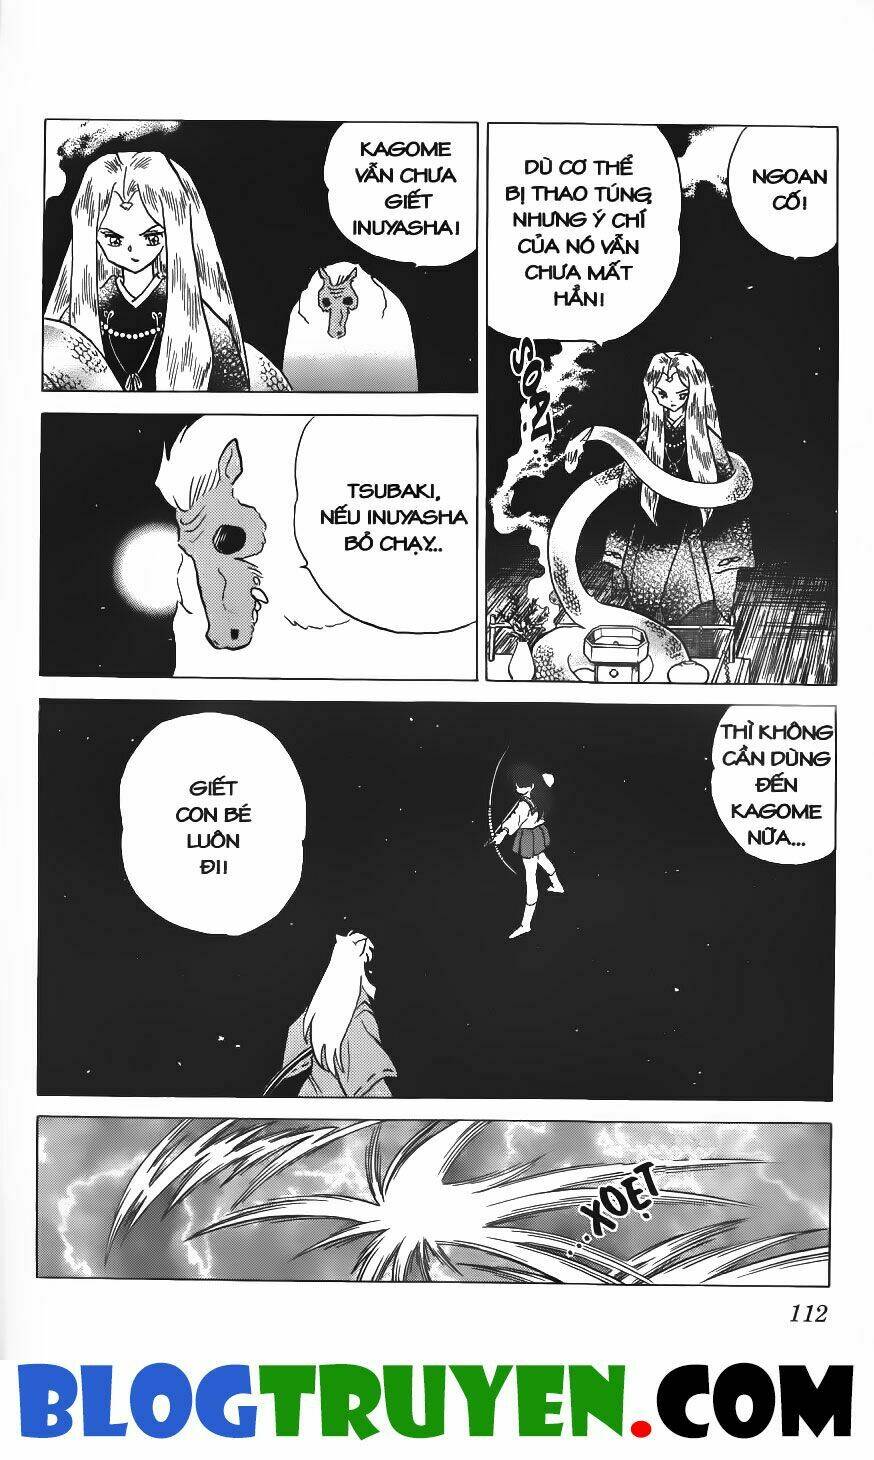 NGOAN
CỐ!
DÙ CƠ THỂ
BỊ THAO TÚNG,
NHƯNG Ý CHÍ
CỦA NÓ VẪN
CHƯA MẤT
HẲN!
KAGOME
VẪN CHƯA
GIẾT
INUYASHA!
TSUBAKI,
NẾU INUYASHA
BỎ CHẠY...
THÌ KHÔNG
CẦN DÙNG
ĐẾN
KAGOME
NỮA...
GIẾT
CON BÉ
LUÔN
ĐI!
...XOẸT
112
BLOGTRUYEN.COM